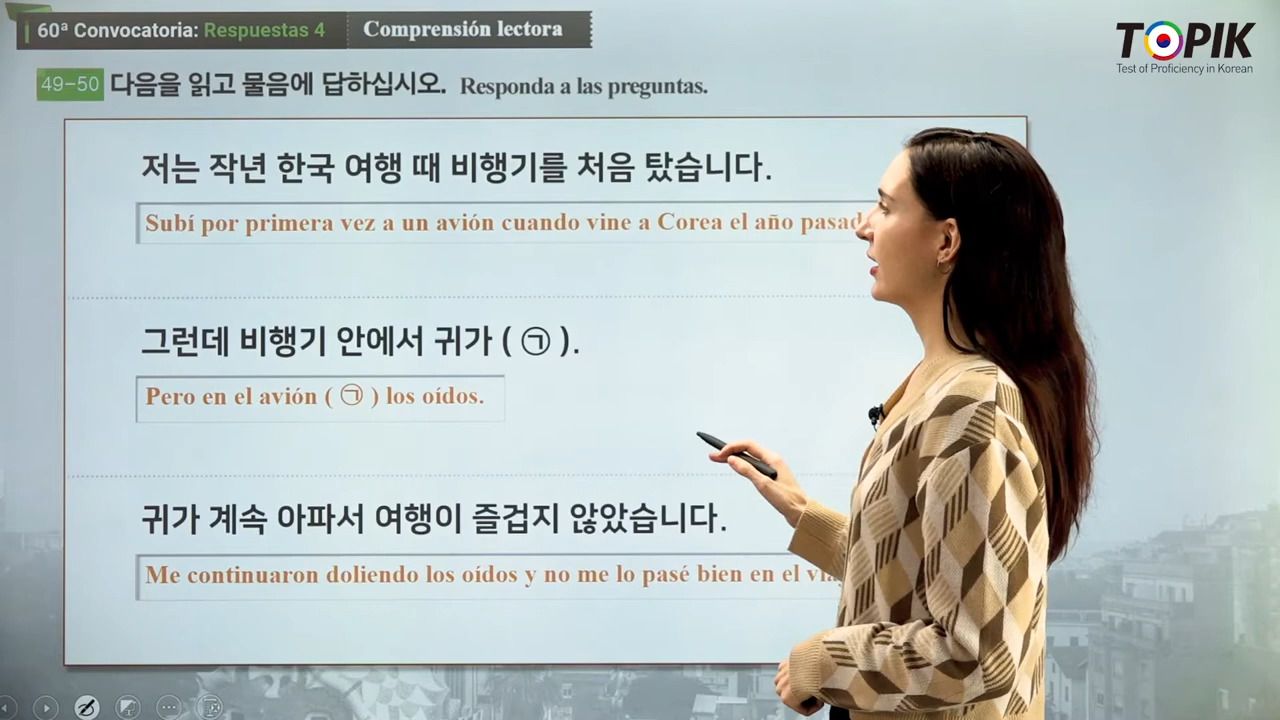 60ª Convocatoria: Respuestas 4
Comprensión lectora
TOPIK
Test of Proficiency in Korean
49-50 다음을 읽고 물음에 답하십시오. Responda a las preguntas.
저는 작년 한국 여행 때 비행기를 처음 탔습니다.
Subí por primera vez a un avión cuando vine a Corea el año
그런데 비행기 안에서 귀가 ( ㉠ ).
Pero en el avión ( ㉠ ) los oídos.
귀가 계속 아파서 여행이 즐겁지 않았습니다.
Me continuaron doliendo los oídos y no me lo pasé bien en el